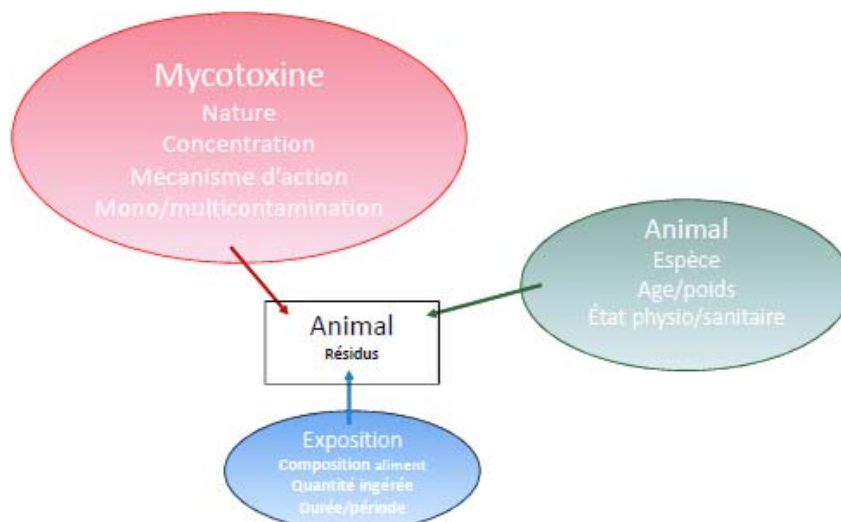 Mycotoxine
Nature
Concentration
Mécanisme d'action
Mono/multicontamination
Animal
Espèce
Age/poids
État physio/sanitaire
Animal
Résidus
Exposition
Composition aliment
Quantité ingérée
Durée/période